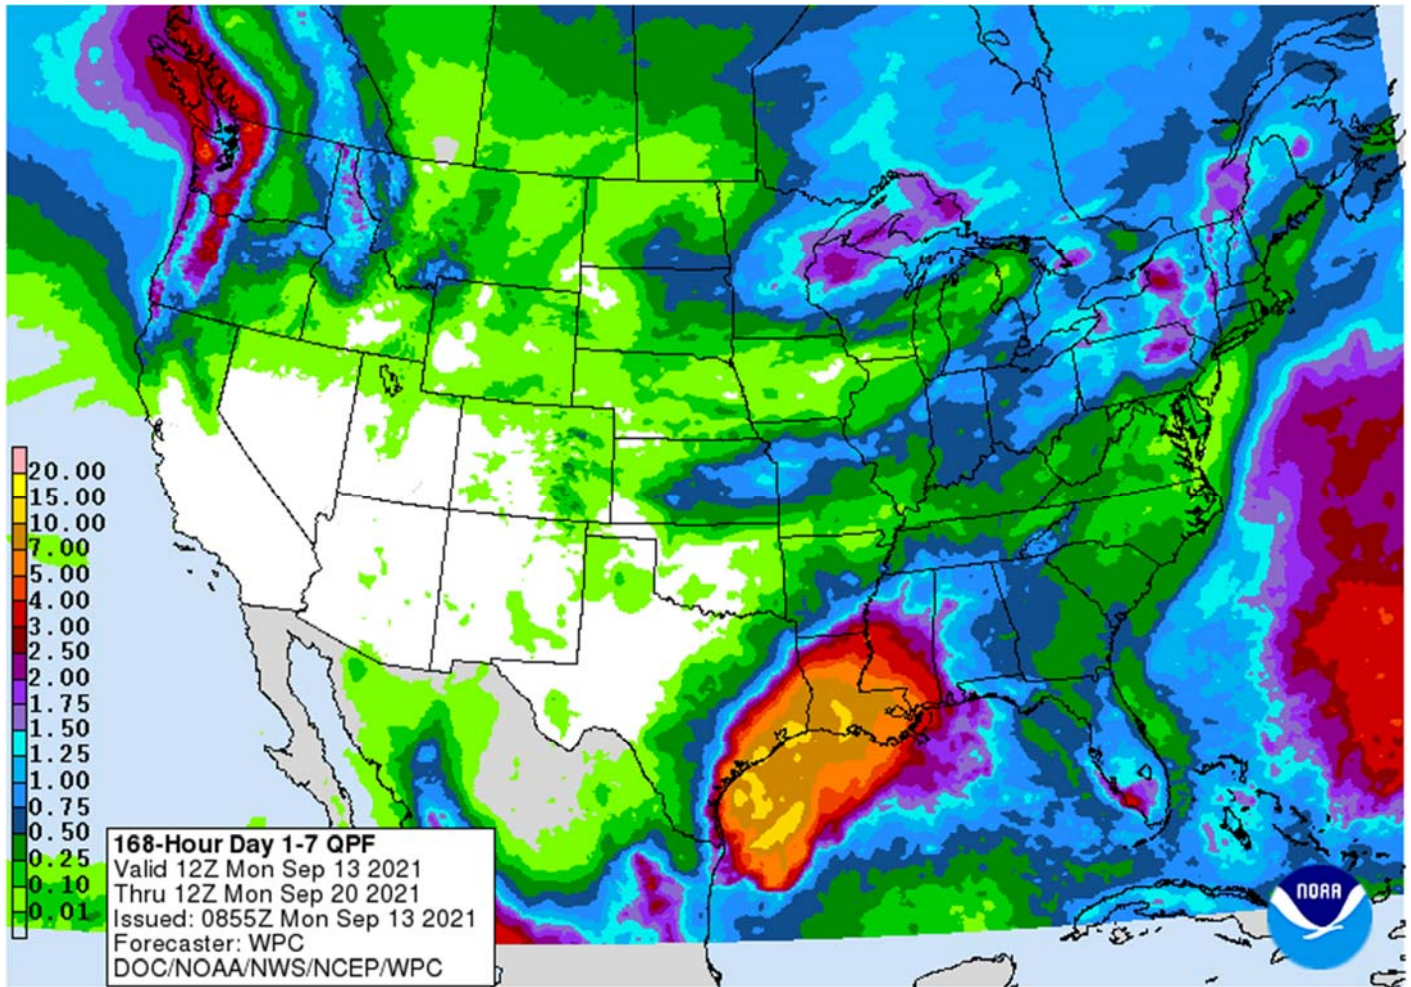 20.00
15.00
10.00
7.00
5.00
4.00
3.00
2.50
2.00
1.75
1.50
1.25
1.00
0.75
0.50
0.25
0.10
0.01
168-Hour Day 1-7 QPF
Valid 12Z Mon Sep 13 2021
Thru 12Z Mon Sep 20 2021
Issued: 0855Z Mon Sep 13 2021
Forecaster: WPC
DOC/NOAA/NWS/NCEP/WPC
NOAA